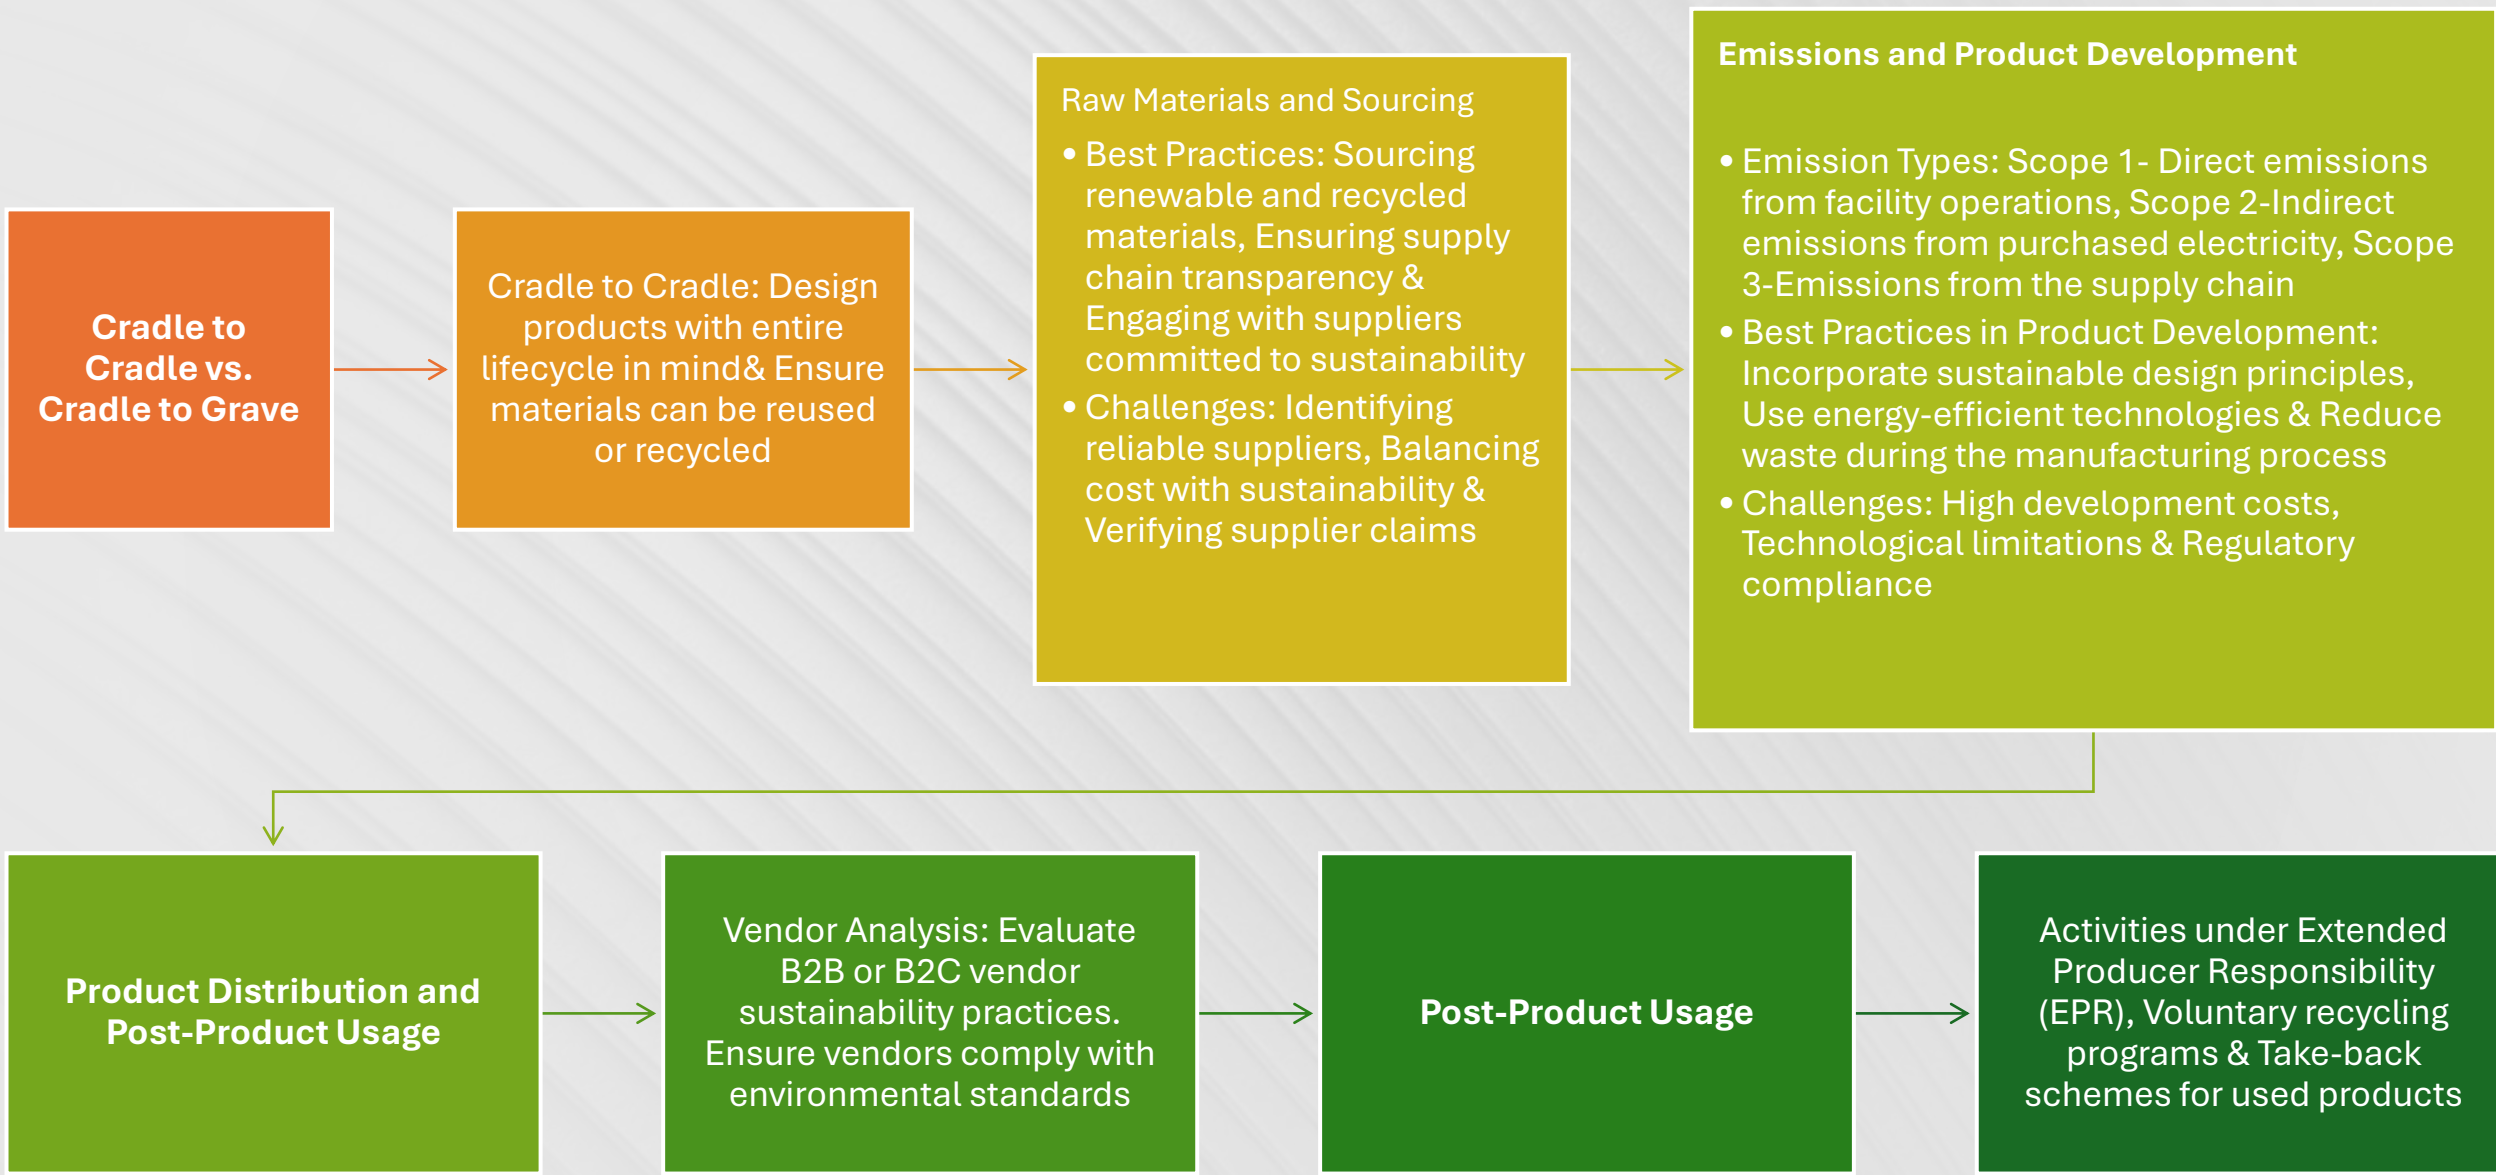 Cradle to
Cradle vs.
Cradle to Grave
Cradle to Cradle: Design
products with entire
lifecycle in mind& Ensure
materials can be reused
or recycled
Raw Materials and Sourcing
• Best Practices: Sourcing
renewable and recycled
materials, Ensuring supply
chain transparency &
Engaging with suppliers
committed to sustainability
• Challenges: Identifying
reliable suppliers, Balancing
cost with sustainability &
Verifying supplier claims
Emissions and Product Development
• Emission Types: Scope 1- Direct emissions
from facility operations, Scope 2-Indirect
emissions from purchased electricity, Scope
3-Emissions from the supply chain
• Best Practices in Product Development:
Incorporate sustainable design principles,
Use energy-efficient technologies & Reduce
waste during the manufacturing process
• Challenges: High development costs,
Technological limitations & Regulatory
compliance
Product Distribution and
Post-Product Usage
Vendor Analysis: Evaluate
B2B or B2C vendor
sustainability practices.
Ensure vendors comply with
environmental standards
Post-Product Usage
Activities under Extended
Producer Responsibility
(EPR), Voluntary recycling
programs & Take-back
schemes for used products